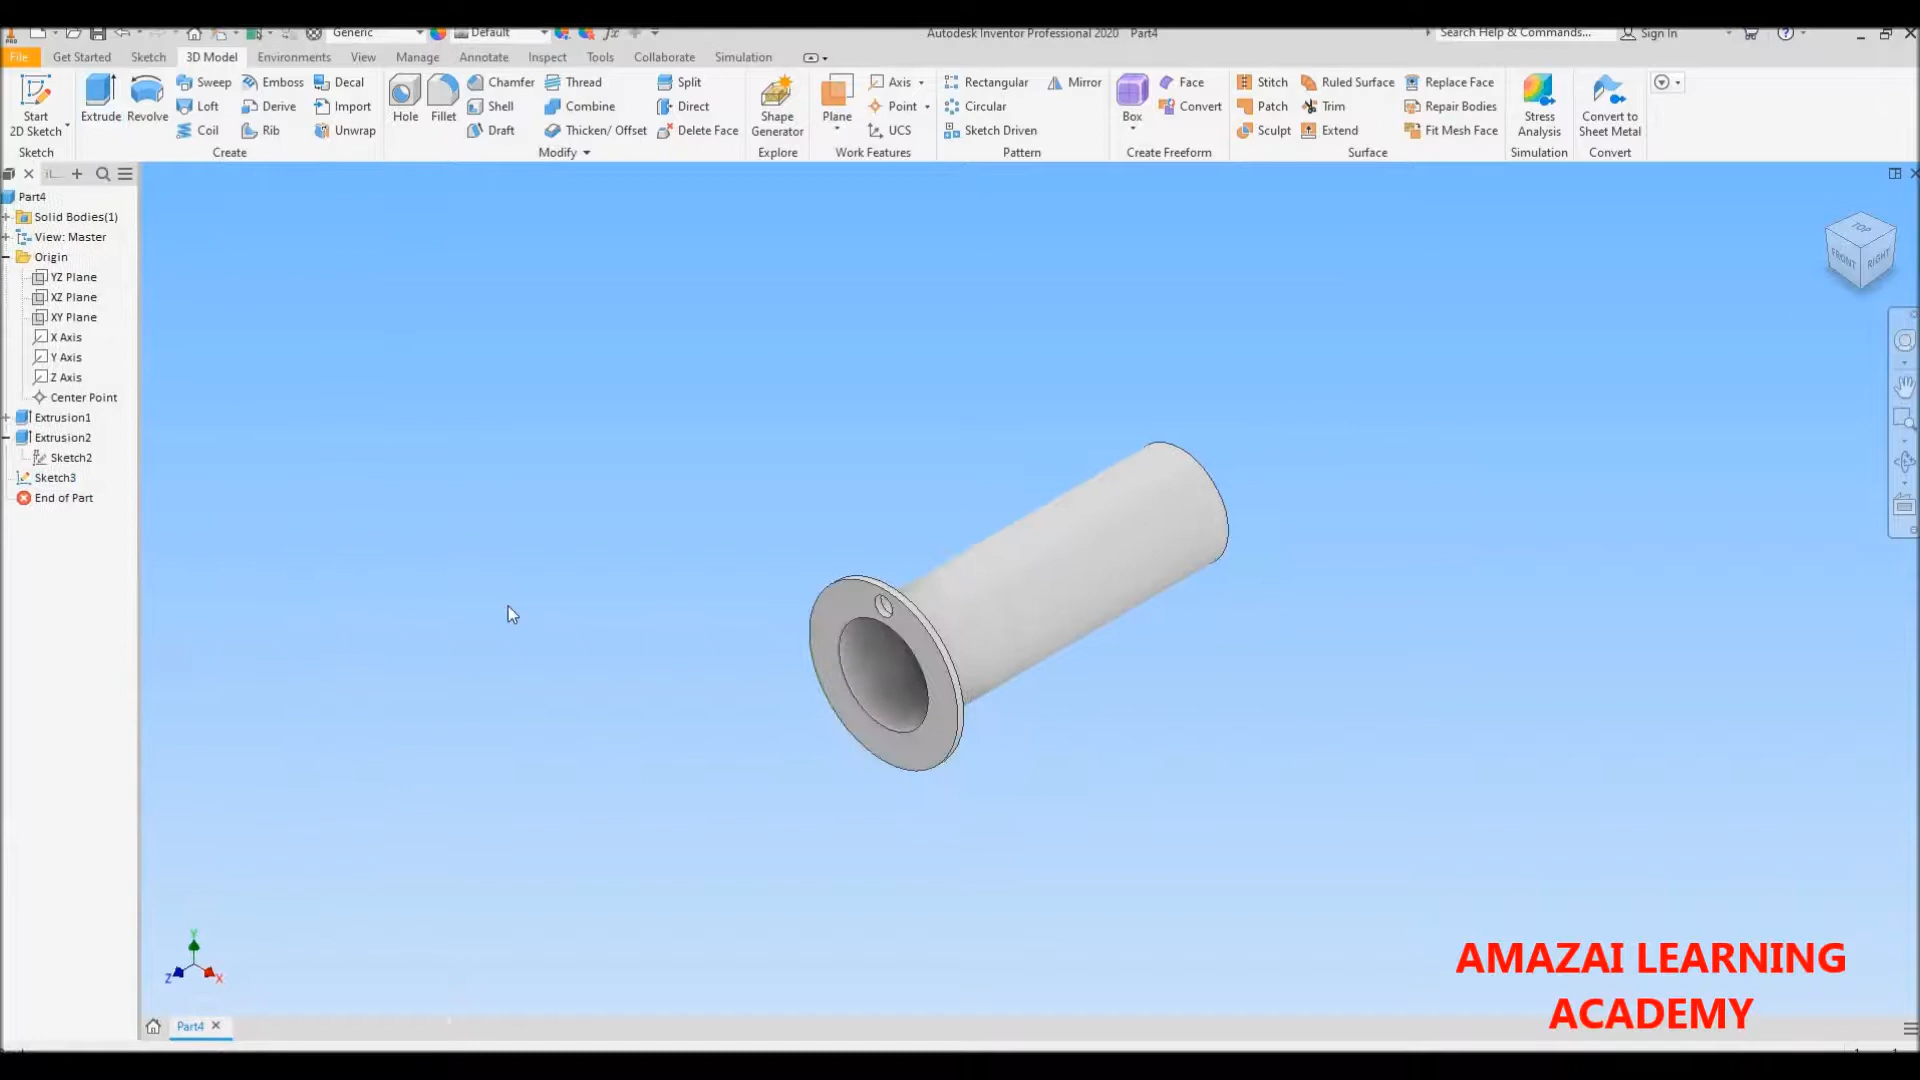 Generic
Default
Autodesk Inventor Professional 2020 Part4
Search Help & Commands...
Sign In
File Get Started Sketch 3D Model Environments View Manage Annotate Inspect Tools Collaborate Simulation
Start 2D Sketch
Sketch
Extrude Revolve
Sweep Emboss Decal
Loft Derive Import
Coil Rib Unwrap
Create
Hole Fillet
Chamfer Thread Split
Shell Combine Direct
Draft Thicken/ Offset Delete Face
Modify
Shape Generator
Explore
Plane
Axis
Point
UCS
Work Features
Rectangular Mirror
Circular
Sketch Driven
Pattern
Box
Face
Convert
Create Freeform
Stitch Ruled Surface Replace Face
Patch Trim Repair Bodies
Sculpt Extend Fit Mesh Face
Surface
Stress Analysis
Simulation
Convert to Sheet Metal
Convert
Part4
Solid Bodies(1)
View: Master
Origin
YZ Plane
XZ Plane
XY Plane
X Axis
Y Axis
Z Axis
Center Point
Extrusion1
Extrusion2
Sketch2
Sketch3
End of Part
TOP
FRONT
RIGHT
Y
Z
X
AMAZAI LEARNING
ACADEMY
Part4